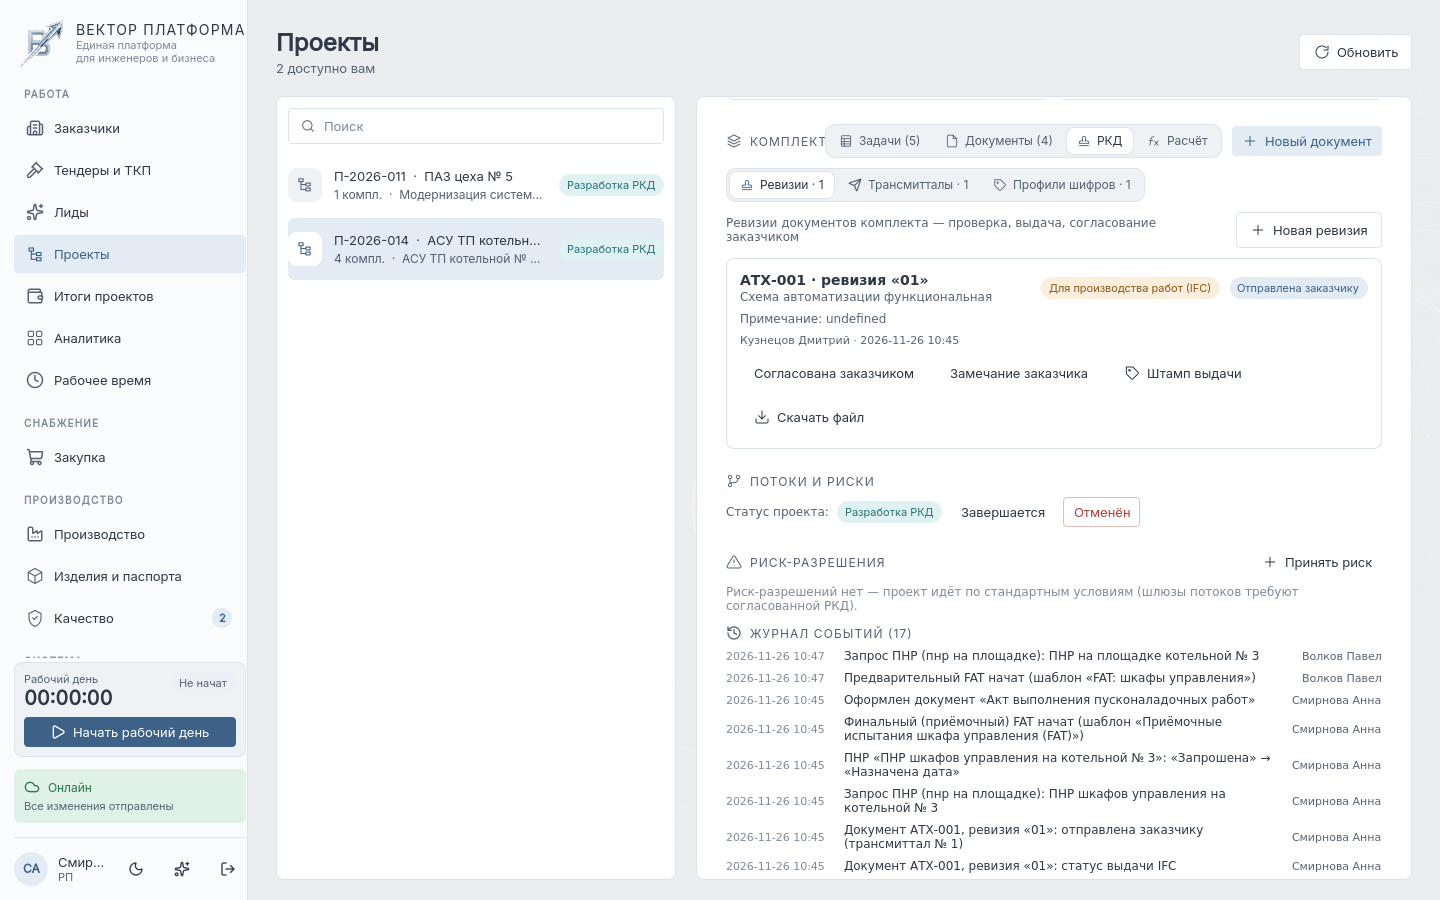 ВЕКТОР ПЛАТФОРМА
Единая платформа
для инженеров и бизнеса
РАБОТА
Заказчики
Тендеры и ТКП
Лиды
Проекты
Итоги проектов
Аналитика
Рабочее время
СНАБЖЕНИЕ
Закупка
ПРОИЗВОДСТВО
Производство
Изделия и паспорта
Качество 2
Рабочий день Не начат
00:00:00
Начать рабочий день
Онлайн
Все изменения отправлены
СА Смир...
РП
Проекты
2 доступно вам
Обновить
Поиск
П-2026-011 · ПАЗ цеха № 5
1 компл. · Модернизация систем...
Разработка РКД
П-2026-014 · АСУ ТП котельн...
4 компл. · АСУ ТП котельной № ...
Разработка РКД
КОМПЛЕКТ Задачи (5) Документы (4) РКД Расчёт Новый документ
Ревизии · 1 Трансмитталы · 1 Профили шифров · 1
Ревизии документов комплекта — проверка, выдача, согласование
заказчиком
Новая ревизия
АТХ-001 · ревизия «01»
Схема автоматизации функциональная
Для производства работ (IFC) Отправлена заказчику
Примечание: undefined
Кузнецов Дмитрий · 2026-11-26 10:45
Согласована заказчиком Замечание заказчика Штамп выдачи
Скачать файл
ПОТОКИ И РИСКИ
Статус проекта: Разработка РКД Завершается Отменён
РИСК-РАЗРЕШЕНИЯ Принять риск
Риск-разрешений нет — проект идёт по стандартным условиям (шлюзы потоков требуют
согласованной РКД).
ЖУРНАЛ СОБЫТИЙ (17)
2026-11-26 10:47 Запрос ПНР (пнр на площадке): ПНР на площадке котельной № 3 Волков Павел
2026-11-26 10:47 Предварительный FAT начат (шаблон «FAT: шкафы управления») Волков Павел
2026-11-26 10:45 Оформлен документ «Акт выполнения пусконаладочных работ» Смирнова Анна
2026-11-26 10:45 Финальный (приёмочный) FAT начат (шаблон «Приёмочные
испытания шкафа управления (FAT)») Смирнова Анна
2026-11-26 10:45 ПНР «ПНР шкафов управления на котельной № 3»: «Запрошена» →
«Назначена дата» Смирнова Анна
2026-11-26 10:45 Запрос ПНР (пнр на площадке): ПНР шкафов управления на
котельной № 3 Смирнова Анна
2026-11-26 10:45 Документ АТХ-001, ревизия «01»: отправлена заказчику
(трансмиттал № 1) Смирнова Анна
2026-11-26 10:45 Документ АТХ-001, ревизия «01»: статус выдачи IFC Смирнова Анна